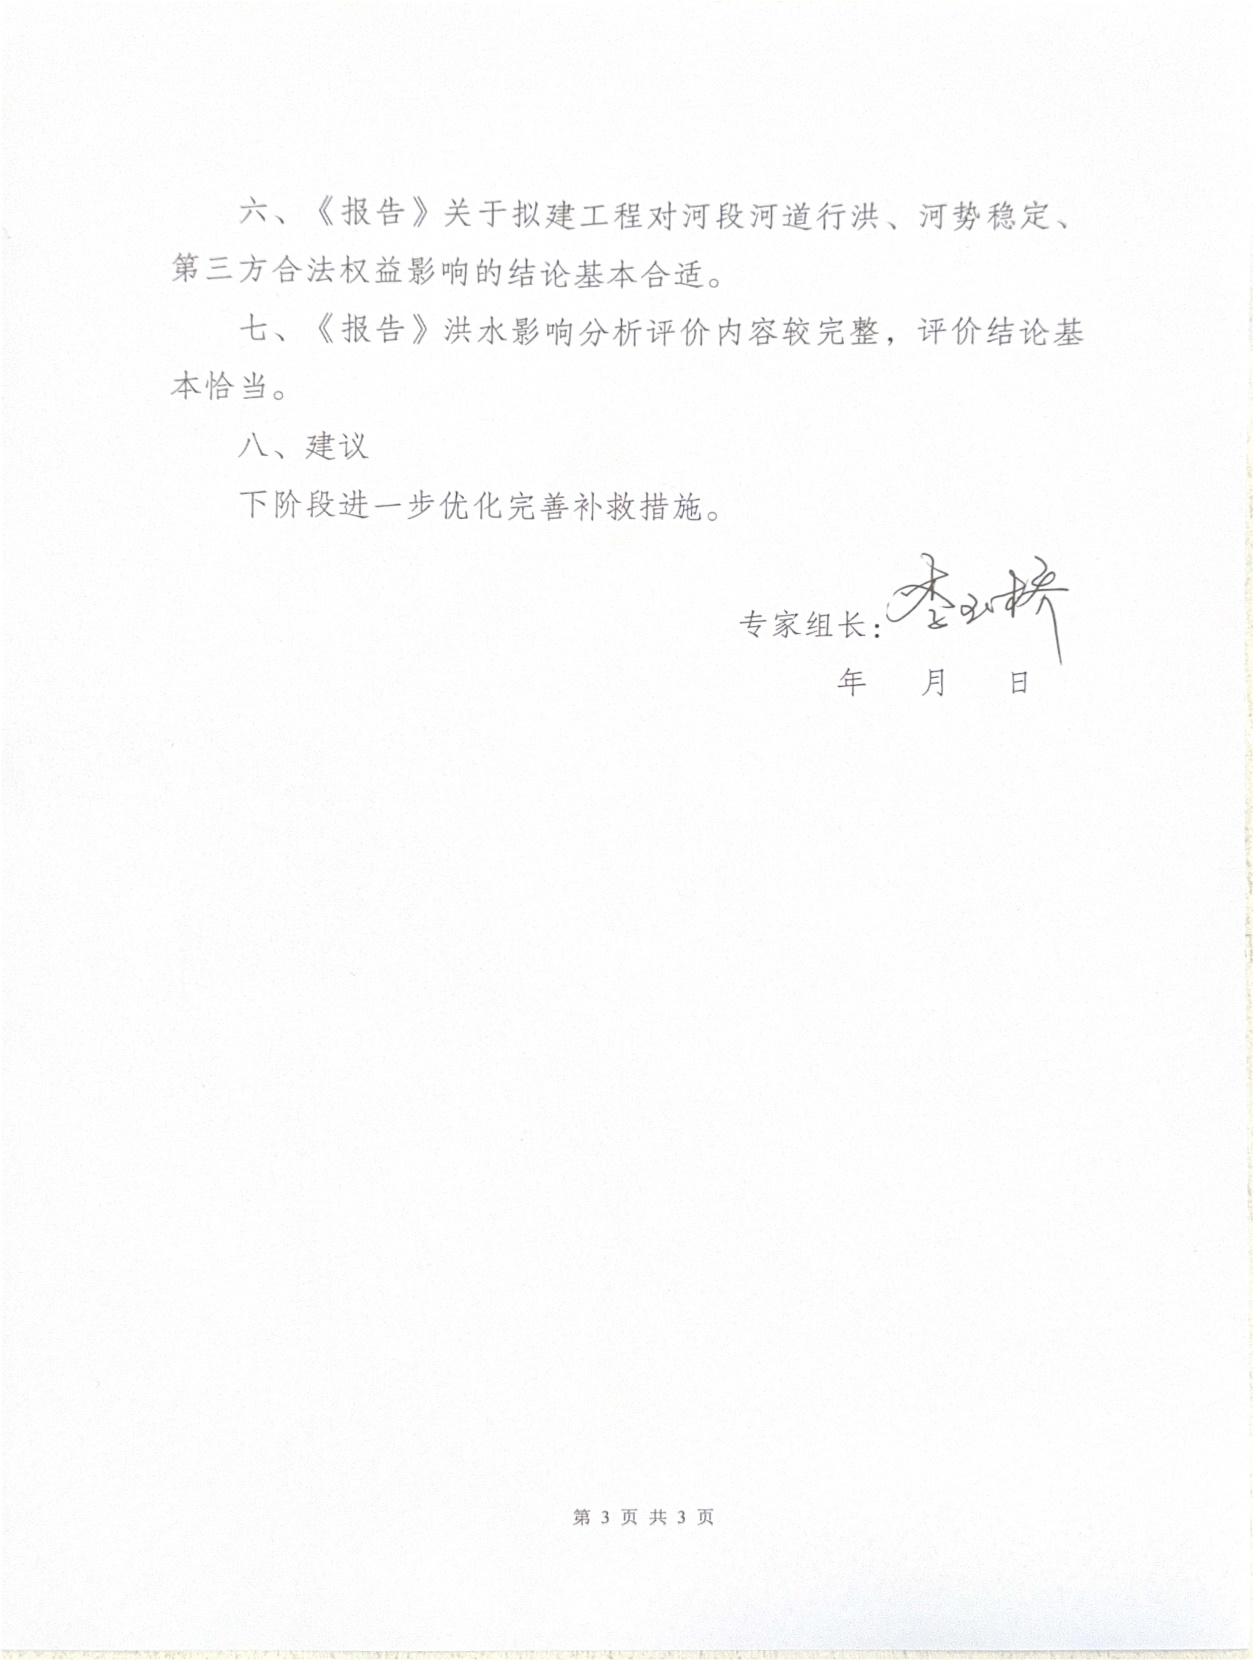 六、《报告》关于拟建工程对河段河道行洪、河势稳定、
第三方合法权益影响的结论基本合适。
七、《报告》洪水影响分析评价内容较完整，评价结论基
本恰当。
八、建议
下阶段进一步优化完善补救措施。
专家组长：
年 月 日
第 3 页 共 3 页